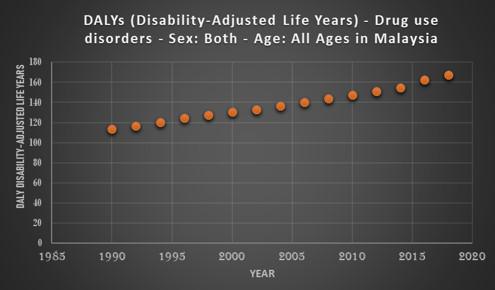 DALYs (Disability-Adjusted Life Years) - Drug use
disorders - Sex: Both - Age: All Ages in Malaysia
DALY DISABILITY-ADJUSTED LIFE YEARS
180
160
140
120
100
80
60
40
20
0
1985 1990 1995 2000 2005 2010 2015 2020
YEAR